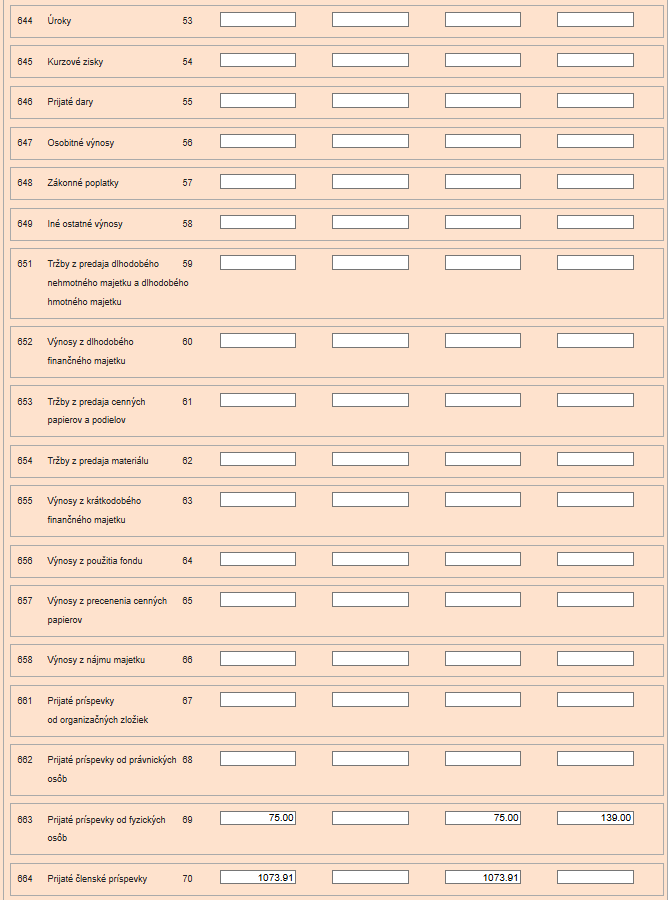 644 Úroky 53
645 Kurzové zisky 54
646 Prijaté dary 55
647 Osobitné výnosy 56
648 Zákonné poplatky 57
649 Iné ostatné výnosy 58
651 Tržby z predaja dlhodobého 59
nehmotného majetku a dlhodobého
hmotného majetku
652 Výnosy z dlhodobého 60
finančného majetku
653 Tržby z predaja cenných 61
papierov a podielov
654 Tržby z predaja materiálu 62
655 Výnosy z krátkodobého 63
finančného majetku
656 Výnosy z použitia fondu 64
657 Výnosy z precenenia cenných 65
papierov
658 Výnosy z nájmu majetku 66
661 Prijaté príspevky 67
od organizačných zložiek
662 Prijaté príspevky od právnických 68
osôb
663 Prijaté príspevky od fyzických 69 75.00 75.00 139.00
osôb
664 Prijaté členské príspevky 70 1073.91 1073.91